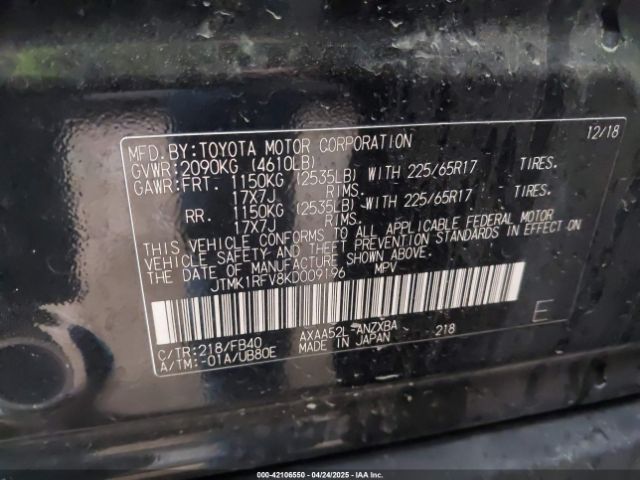 MFD.BY:TOYOTA MOTOR CORPORATION 12/18
GVWR:2090KG (4610LB)
GAWR:FRT. 1150KG (2535LB) WITH 225/65R17 TIRES.
17X7J RIMS.
RR. 1150KG (2535LB) WITH 225/65R17 TIRES.
17X7J RIMS.
THIS VEHICLE CONFORMS TO ALL APPLICABLE FEDERAL MOTOR
VEHICLE SAFETY AND THEFT PREVENTION STANDARDS IN EFFECT ON
THE DATE OF MANUFACTURE SHOWN ABOVE.
JTMK1RFV8KD009196 MPV
C/TR:218/FB40 AXAA52L-ANZXBA 218 E
A/TM:-01A/UB80E MADE IN JAPAN
000-42106550 - 04/24/2025 - IAAI.COM